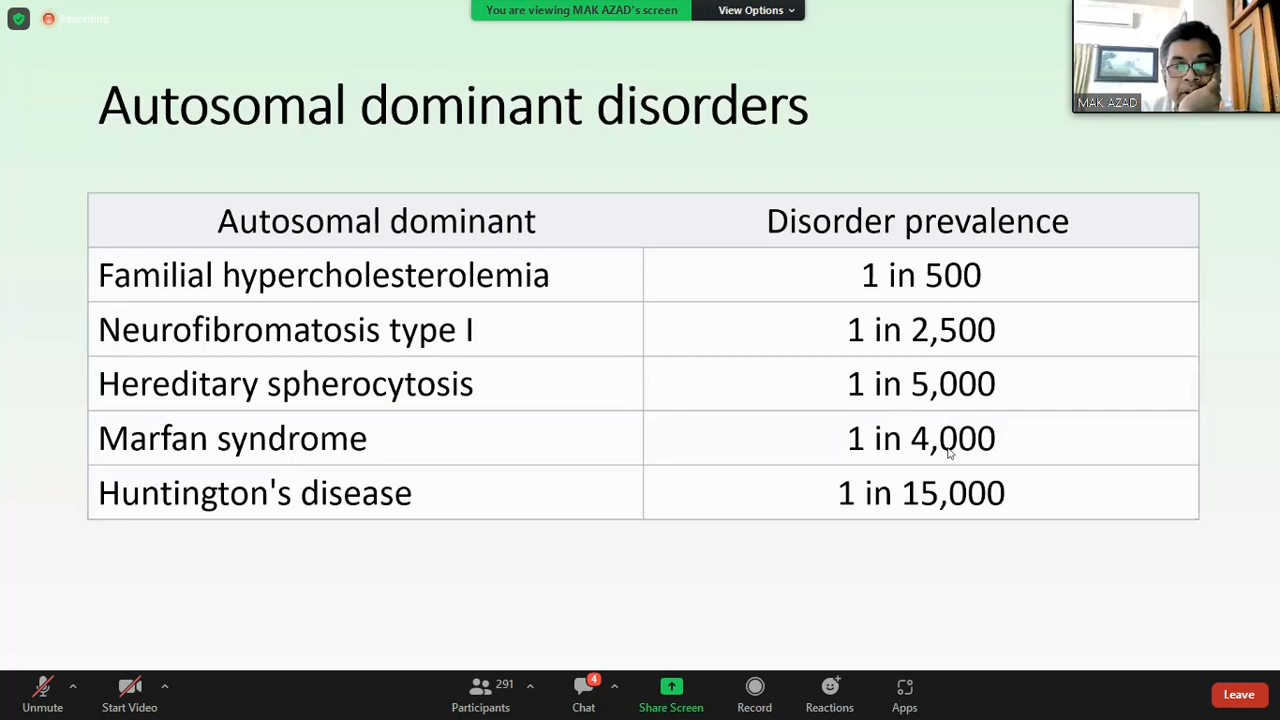 Recording
You are viewing MAK AZAD's screen
View Options
MAK AZAD
Autosomal dominant disorders
Autosomal dominant Disorder prevalence
Familial hypercholesterolemia 1 in 500
Neurofibromatosis type I 1 in 2,500
Hereditary spherocytosis 1 in 5,000
Marfan syndrome 1 in 4,000
Huntington's disease 1 in 15,000
291 4
Unmute Start Video Participants Chat Share Screen Record Reactions Apps Leave